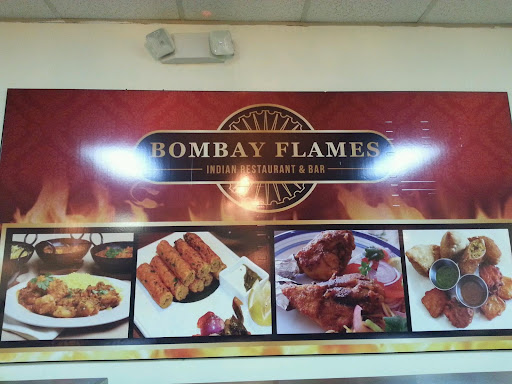 BOMBAY FLAMES
INDIAN RESTAURANT & BAR